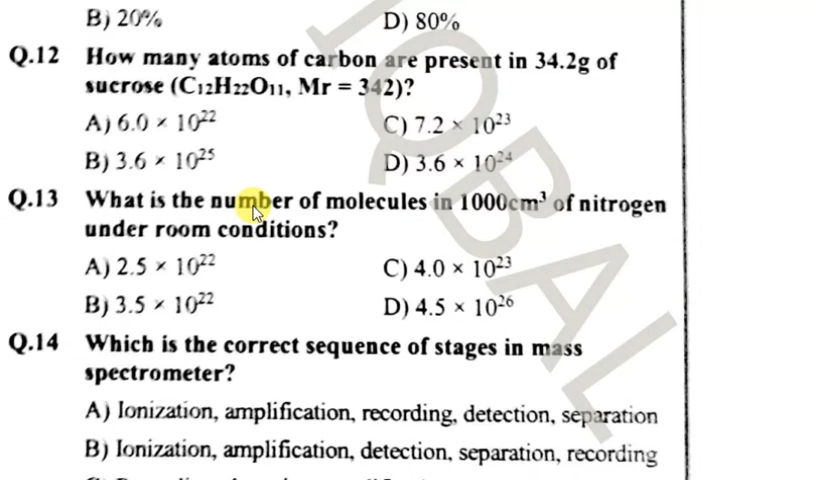 B) 20%
D) 80%
Q.12 How many atoms of carbon are present in 34.2g of
sucrose (C₁₂H₂₂O₁₁, Mr = 342)?
A) 6.0 × 10²²
C) 7.2 × 10²³
B) 3.6 × 10²⁵
D) 3.6 × 10²⁴
Q.13 What is the number of molecules in 1000cm³ of nitrogen
under room conditions?
A) 2.5 × 10²²
C) 4.0 × 10²³
B) 3.5 × 10²²
D) 4.5 × 10²⁶
Q.14 Which is the correct sequence of stages in mass
spectrometer?
A) Ionization, amplification, recording, detection, separation
B) Ionization, amplification, detection, separation, recording
IQBAL